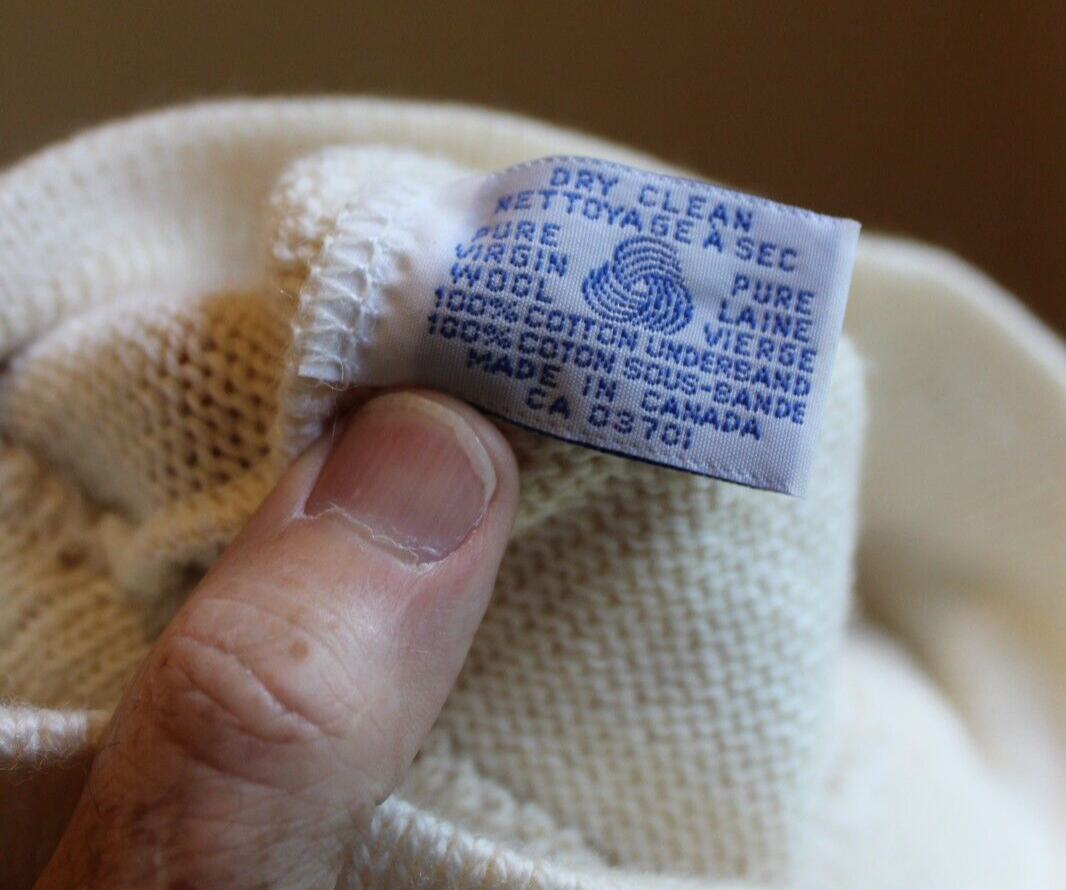 DRY CLEAN
NETTOYAGE À SEC
PURE
VIRGIN
WOOL
PURE
LAINE
VIERGE
100% COTTON UNDERBAND
100% COTON SOUS-BANDE
MADE IN CANADA
CA 03701